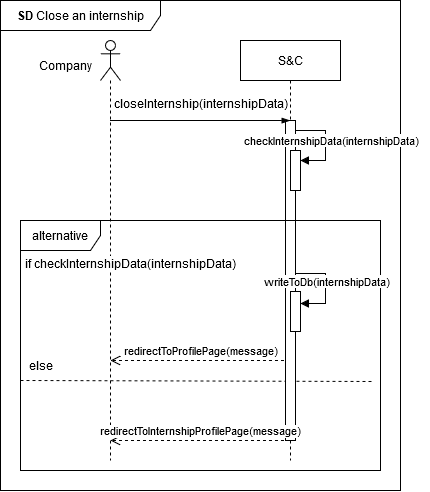 SD Close an internship
Company
S&C
closeInternship(internshipData)
checkInternshipData(internshipData)
alternative
if checkInternshipData(internshipData)
writeToDb(internshipData)
redirectToProfilePage(message)
else
redirectToInternshipProfilePage(message)